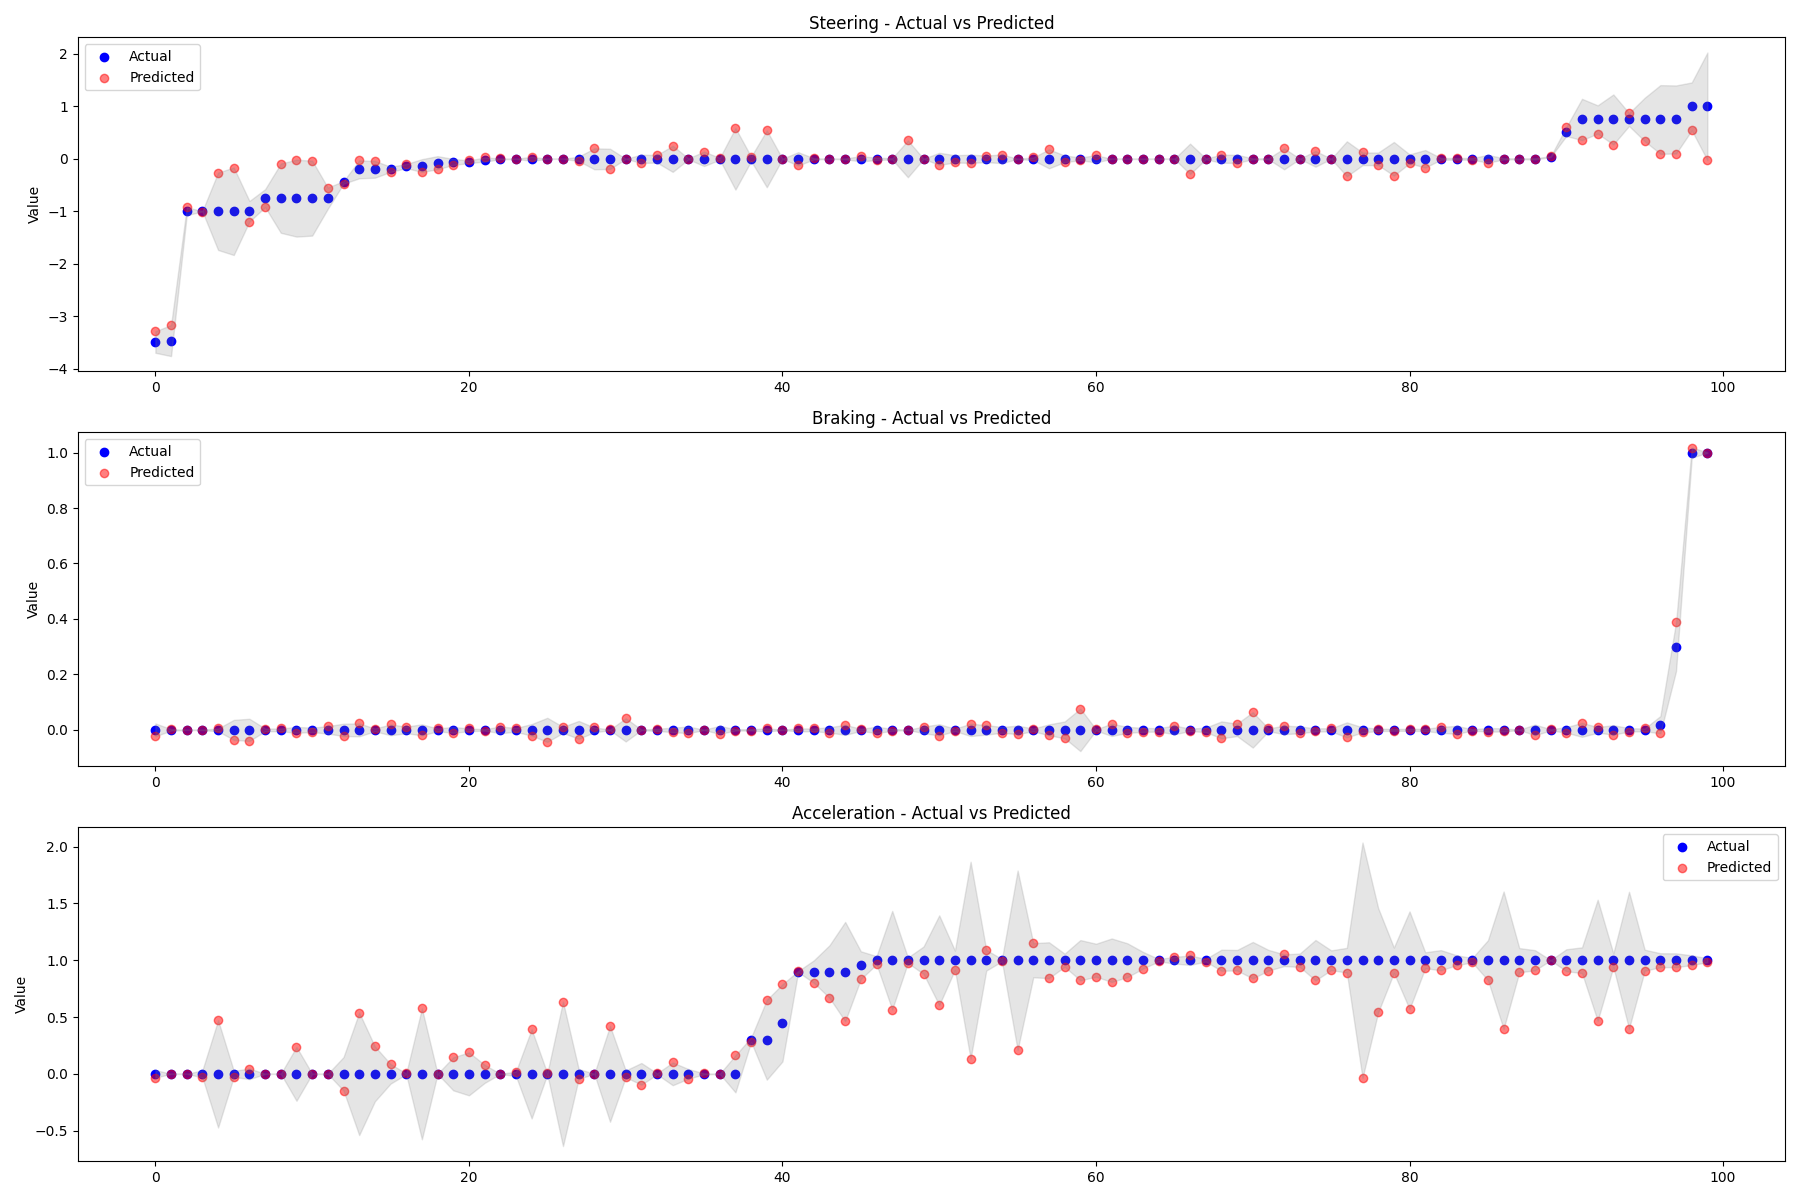 Steering - Actual vs Predicted
Actual
Predicted
Value
2
1
0
−1
−2
−3
−4
0 20 40 60 80 100
Braking - Actual vs Predicted
Actual
Predicted
Value
1.0
0.8
0.6
0.4
0.2
0.0
0 20 40 60 80 100
Acceleration - Actual vs Predicted
Actual
Predicted
Value
2.0
1.5
1.0
0.5
0.0
−0.5
0 20 40 60 80 100